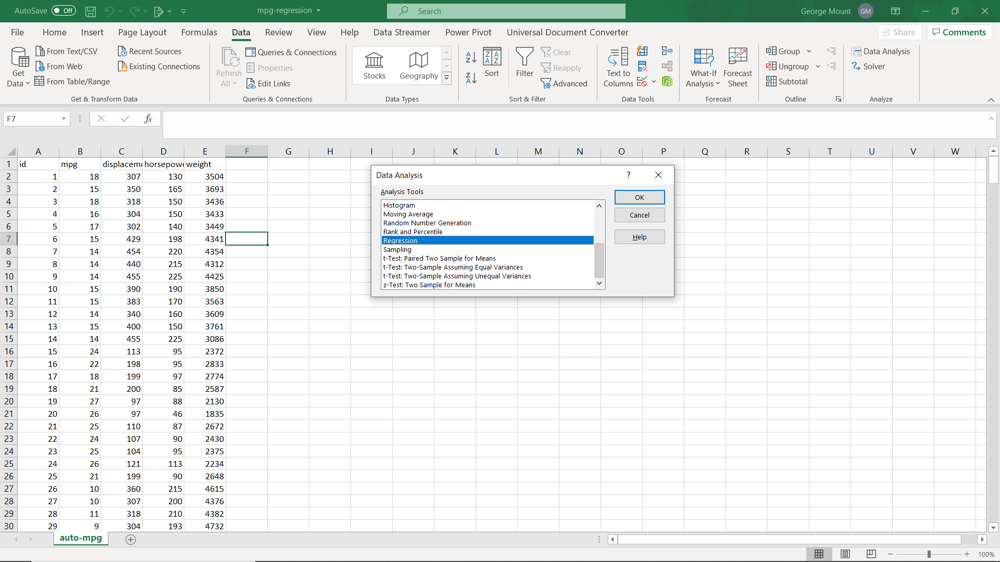 AutoSave Off
mpg-regression
Search
George Mount GM
File Home Insert Page Layout Formulas Data Review View Help Data Streamer Power Pivot Universal Document Converter Share Comments
Get Data
From Text/CSV
From Web
From Table/Range
Recent Sources
Existing Connections
Get & Transform Data
Refresh All
Queries & Connections
Properties
Edit Links
Queries & Connections
Stocks Geography
Data Types
Sort
Filter
Clear
Reapply
Advanced
Sort & Filter
Text to Columns
Data Tools
What-If Analysis
Forecast Sheet
Forecast
Group
Ungroup
Subtotal
Outline
Data Analysis
Solver
Analyze
F7 fx
A B C D E F G H I J K L M N O P Q R S T U V W
1 id mpg displaceme horsepowe weight
2 1 18 307 130 3504
3 2 15 350 165 3693
4 3 18 318 150 3436
5 4 16 304 150 3433
6 5 17 302 140 3449
7 6 15 429 198 4341
8 7 14 454 220 4354
9 8 14 440 215 4312
10 9 14 455 225 4425
11 10 15 390 190 3850
12 11 15 383 170 3563
13 12 14 340 160 3609
14 13 15 400 150 3761
15 14 14 455 225 3086
16 15 24 113 95 2372
17 16 22 198 95 2833
18 17 18 199 97 2774
19 18 21 200 85 2587
20 19 27 97 88 2130
21 20 26 97 46 1835
22 21 25 110 87 2672
23 22 24 107 90 2430
24 23 25 104 95 2375
25 24 26 121 113 2234
26 25 21 199 90 2648
27 26 10 360 215 4615
28 27 10 307 200 4376
29 28 11 318 210 4382
30 29 9 304 193 4732
Data Analysis ?
Analysis Tools
Histogram
Moving Average
Random Number Generation
Rank and Percentile
Regression
Sampling
t-Test: Paired Two Sample for Means
t-Test: Two-Sample Assuming Equal Variances
t-Test: Two-Sample Assuming Unequal Variances
z-Test: Two Sample for Means
OK
Cancel
Help
auto-mpg
100%